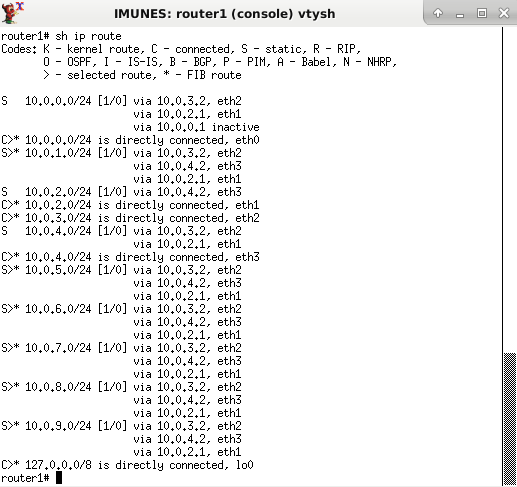 IMUNES: router1 (console) vtysh
router1# sh ip route
Codes: K - kernel route, C - connected, S - static, R - RIP,
       O - OSPF, I - IS-IS, B - BGP, P - PIM, A - Babel, N - NHRP,
       > - selected route, * - FIB route

S   10.0.0.0/24 [1/0] via 10.0.3.2, eth2
                      via 10.0.2.1, eth1
                      via 10.0.0.1 inactive
C>* 10.0.0.0/24 is directly connected, eth0
S>* 10.0.1.0/24 [1/0] via 10.0.3.2, eth2
                      via 10.0.4.2, eth3
                      via 10.0.2.1, eth1
S   10.0.2.0/24 [1/0] via 10.0.4.2, eth3
C>* 10.0.2.0/24 is directly connected, eth1
C>* 10.0.3.0/24 is directly connected, eth2
S   10.0.4.0/24 [1/0] via 10.0.3.2, eth2
                      via 10.0.2.1, eth1
C>* 10.0.4.0/24 is directly connected, eth3
S>* 10.0.5.0/24 [1/0] via 10.0.3.2, eth2
                      via 10.0.4.2, eth3
                      via 10.0.2.1, eth1
S>* 10.0.6.0/24 [1/0] via 10.0.3.2, eth2
                      via 10.0.4.2, eth3
                      via 10.0.2.1, eth1
S>* 10.0.7.0/24 [1/0] via 10.0.3.2, eth2
                      via 10.0.4.2, eth3
                      via 10.0.2.1, eth1
S>* 10.0.8.0/24 [1/0] via 10.0.3.2, eth2
                      via 10.0.4.2, eth3
                      via 10.0.2.1, eth1
S>* 10.0.9.0/24 [1/0] via 10.0.3.2, eth2
                      via 10.0.4.2, eth3
                      via 10.0.2.1, eth1
C>* 127.0.0.0/8 is directly connected, lo0
router1#